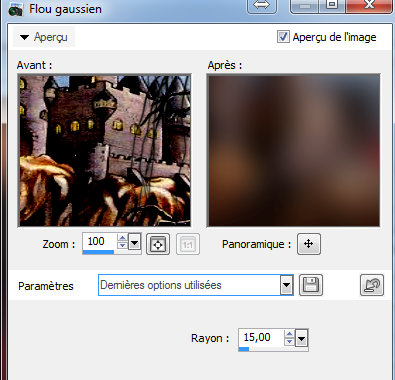 Flou gaussien
Aperçu
Aperçu de l'image
Avant :
Après :
Zoom :
100
1:1
Panoramique :
Paramètres
Dernières options utilisées
Rayon :
15,00